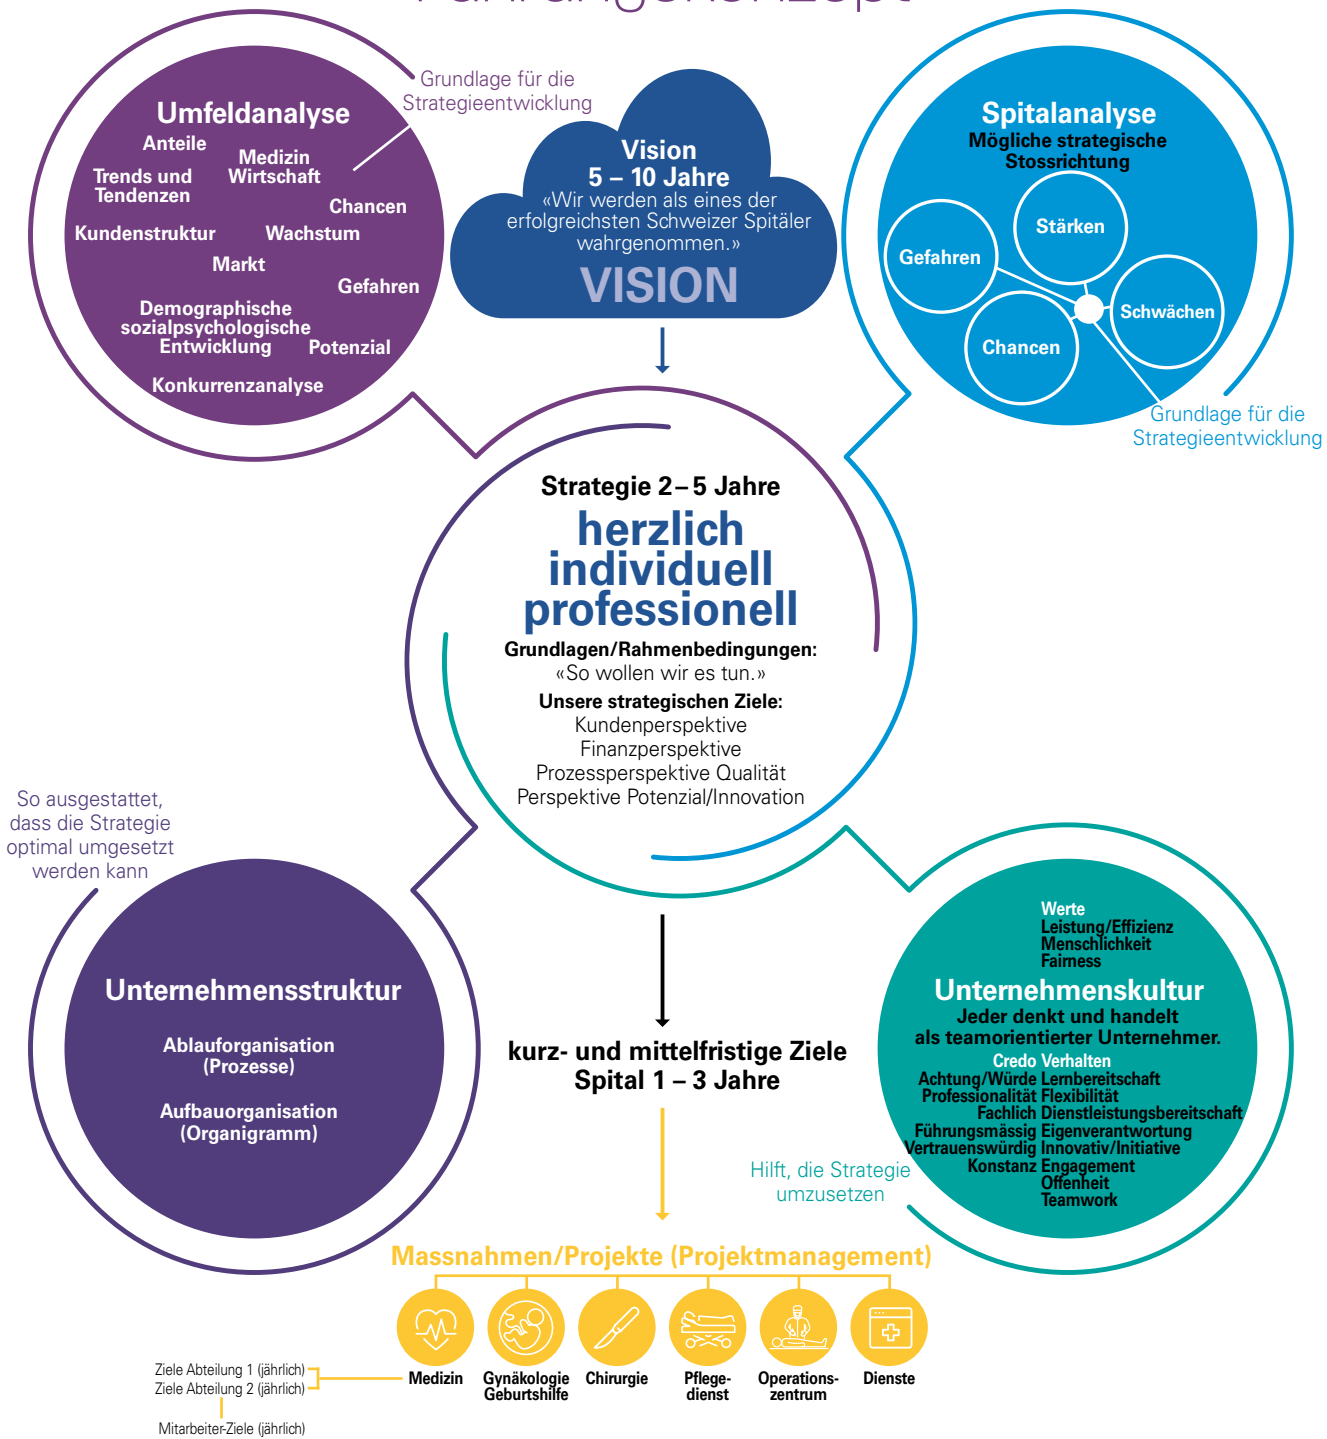 Führungskonzept
Umfeldanalyse
Anteile
Medizin
Wirtschaft
Trends und
Tendenzen
Chancen
Kundenstruktur
Wachstum
Markt
Gefahren
Demographische
sozialpsychologische
Entwicklung
Potenzial
Konkurrenzanalyse
Grundlage für die
Strategieentwicklung
Vision
5 – 10 Jahre
«Wir werden als eines der
erfolgreichsten Schweizer Spitäler
wahrgenommen.»
VISION
Spitalanalyse
Mögliche strategische
Stossrichtung
Stärken
Gefahren
Schwächen
Chancen
Grundlage für die
Strategieentwicklung
Strategie 2 – 5 Jahre
herzlich
individuell
professionell
Grundlagen/Rahmenbedingungen:
«So wollen wir es tun.»
Unsere strategischen Ziele:
Kundenperspektive
Finanzperspektive
Prozessperspektive Qualität
Perspektive Potenzial/Innovation
So ausgestattet,
dass die Strategie
optimal umgesetzt
werden kann
Unternehmensstruktur
Ablauforganisation
(Prozesse)
Aufbauorganisation
(Organigramm)
kurz- und mittelfristige Ziele
Spital 1 – 3 Jahre
Werte
Leistung/Effizienz
Menschlichkeit
Fairness
Unternehmenskultur
Jeder denkt und handelt
als teamorientierter Unternehmer.
Credo Verhalten
Achtung/Würde Lernbereitschaft
Professionalität Flexibilität
Fachlich Dienstleistungsbereitschaft
Führungsmässig Eigenverantwortung
Vertrauenswürdig Innovativ/Initiative
Konstanz Engagement
Offenheit
Teamwork
Hilft, die Strategie
umzusetzen
Massnahmen/Projekte (Projektmanagement)
Medizin
Gynäkologie
Geburtshilfe
Chirurgie
Pflege-
dienst
Operations-
zentrum
Dienste
Ziele Abteilung 1 (jährlich)
Ziele Abteilung 2 (jährlich)
Mitarbeiter-Ziele (jährlich)